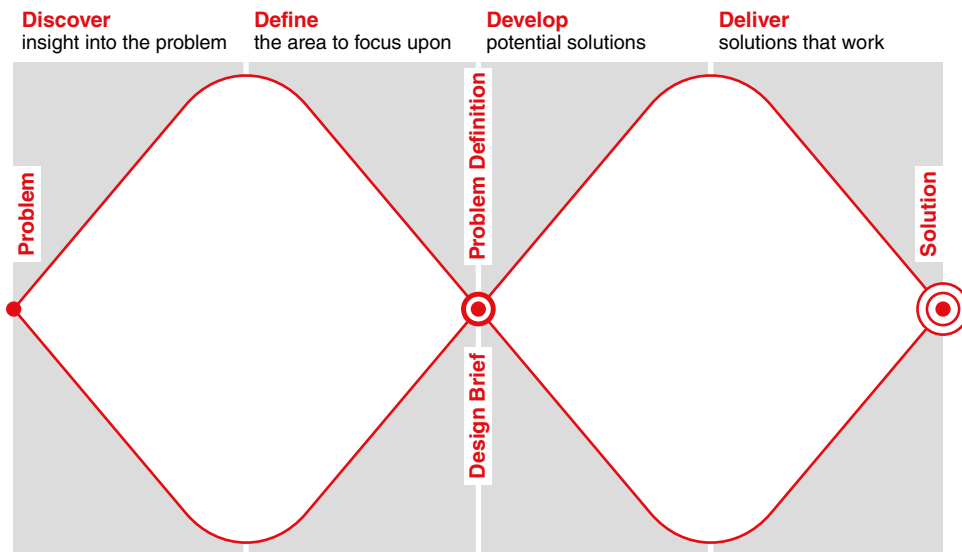 Discover
insight into the problem
Define
the area to focus upon
Develop
potential solutions
Deliver
solutions that work
Problem
Problem Definition
Design Brief
Solution